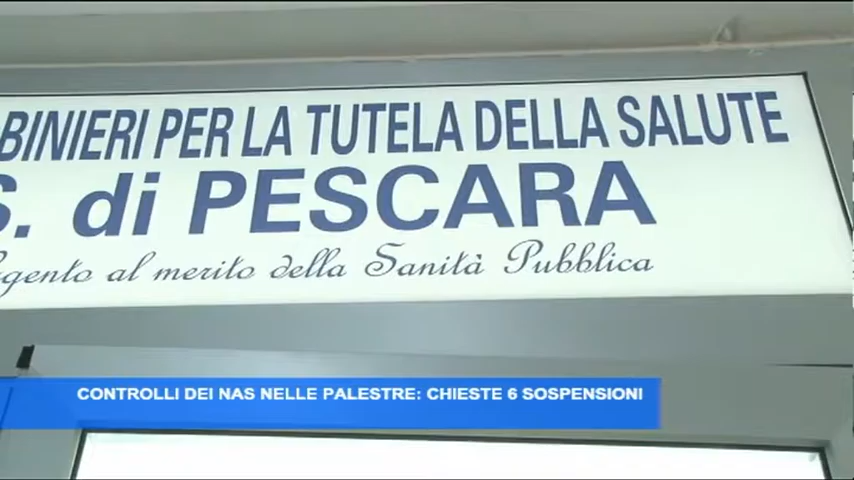 BINIERI PER LA TUTELA DELLA SALUTE
S. di PESCARA
gento al merito della Sanità Pubblica
CONTROLLI DEI NAS NELLE PALESTRE: CHIESTE 6 SOSPENSIONI